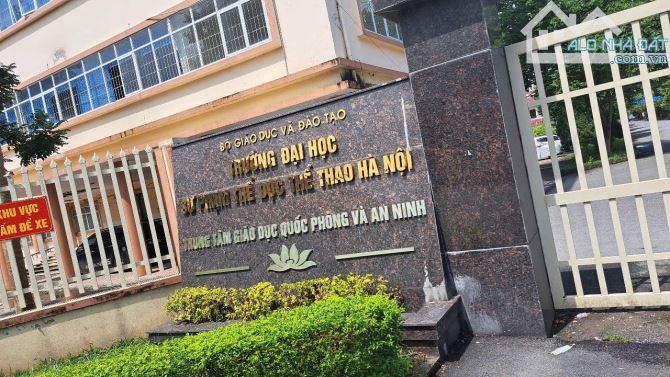 BỘ GIÁO DỤC VÀ ĐÀO TẠO
TRƯỜNG ĐẠI HỌC
SƯ PHẠM THỂ DỤC THỂ THAO HÀ NỘI
TRUNG TÂM GIÁO DỤC QUỐC PHÒNG VÀ AN NINH
KHU VỰC
CẤM ĐỂ XE
ALO NHÀ ĐẤT
.com.vn